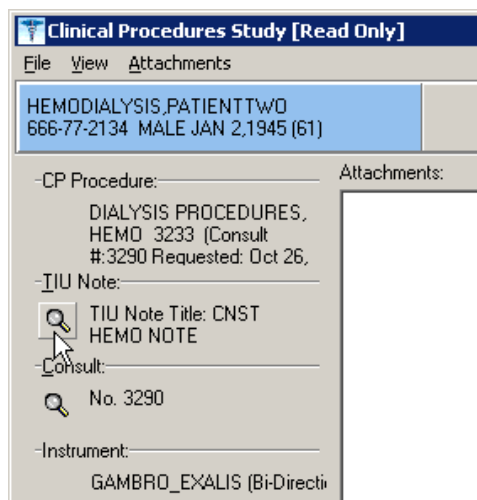 Clinical Procedures Study [Read Only]
File View Attachments
HEMODIALYSIS,PATIENTTWO
666-77-2134 MALE JAN 2,1945 (61)
CP Procedure:
Attachments:
DIALYSIS PROCEDURES,
HEMO 3233 (Consult
#:3290 Requested: Oct 26,
TIU Note:
TIU Note Title: CNST
HEMO NOTE
Consult:
No. 3290
Instrument:
GAMBRO_EXALIS (Bi-Directi